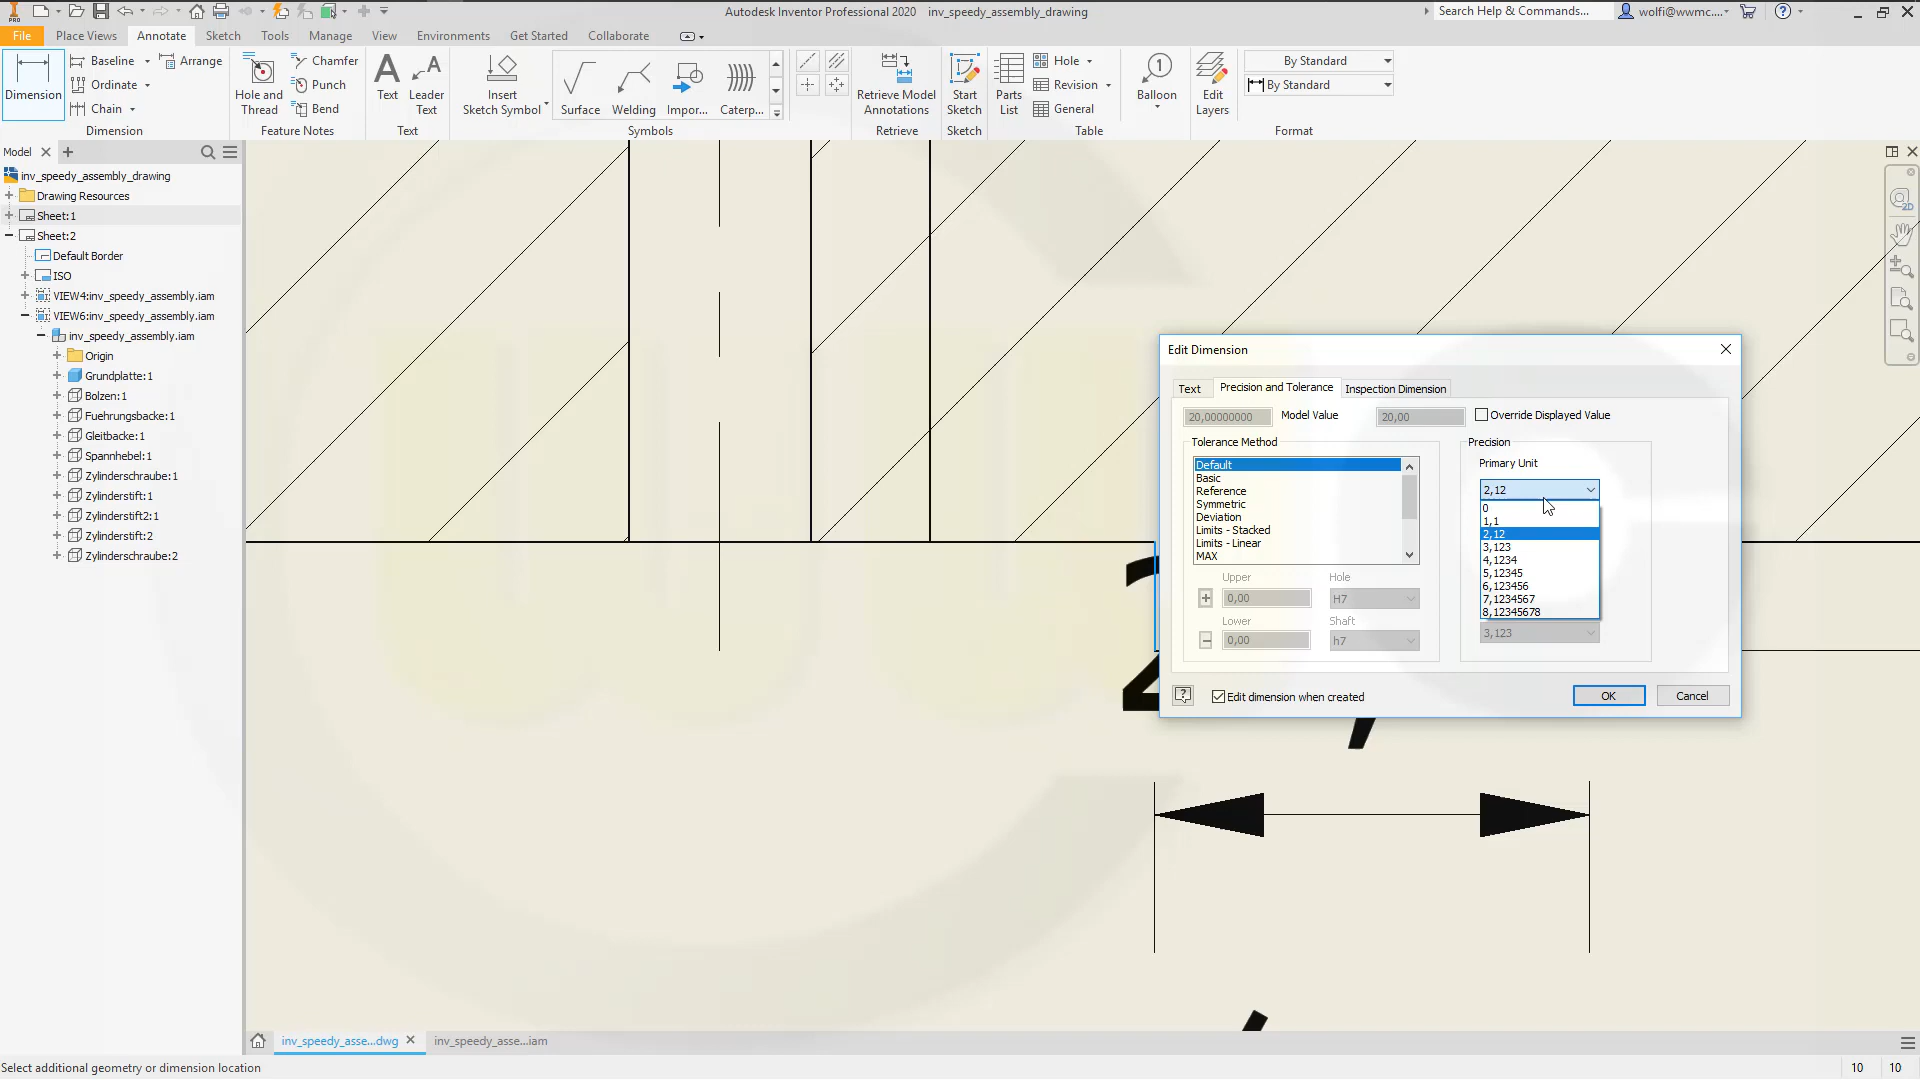 Autodesk Inventor Professional 2020 inv_speedy_assembly_drawing
Search Help & Commands...
wolfi@wwmc....
PRO
File Place Views Annotate Sketch Tools Manage View Environments Get Started Collaborate
Dimension
Baseline
Ordinate
Chain
Arrange
Dimension
Hole and Thread
Chamfer
Punch
Bend
Feature Notes
Text
Leader Text
Text
Insert Sketch Symbol
Surface Welding Impor... Caterp...
Symbols
Retrieve Model Annotations
Retrieve
Start Sketch
Sketch
Parts List
Hole
Revision
General
Table
Balloon
Edit Layers
By Standard
By Standard
Format
Model
inv_speedy_assembly_drawing
Drawing Resources
Sheet:1
Sheet:2
Default Border
ISO
VIEW4:inv_speedy_assembly.iam
VIEW6:inv_speedy_assembly.iam
inv_speedy_assembly.iam
Origin
Grundplatte:1
Bolzen:1
Fuehrungsbacke:1
Gleitbacke:1
Spannhebel:1
Zylinderschraube:1
Zylinderstift:1
Zylinderstift2:1
Zylinderstift:2
Zylinderschraube:2
2D
Edit Dimension
Text Precision and Tolerance Inspection Dimension
20,00000000 Model Value 20,00 Override Displayed Value
Tolerance Method
Default
Basic
Reference
Symmetric
Deviation
Limits - Stacked
Limits - Linear
MAX
Upper Hole
0,00 H7
Lower Shaft
0,00 h7
Precision
Primary Unit
2,12
0
1,1
2,12
3,123
4,1234
5,12345
6,123456
7,1234567
8,12345678
3,123
Edit dimension when created
OK Cancel
inv_speedy_asse...dwg inv_speedy_asse....iam
Select additional geometry or dimension location
10 10